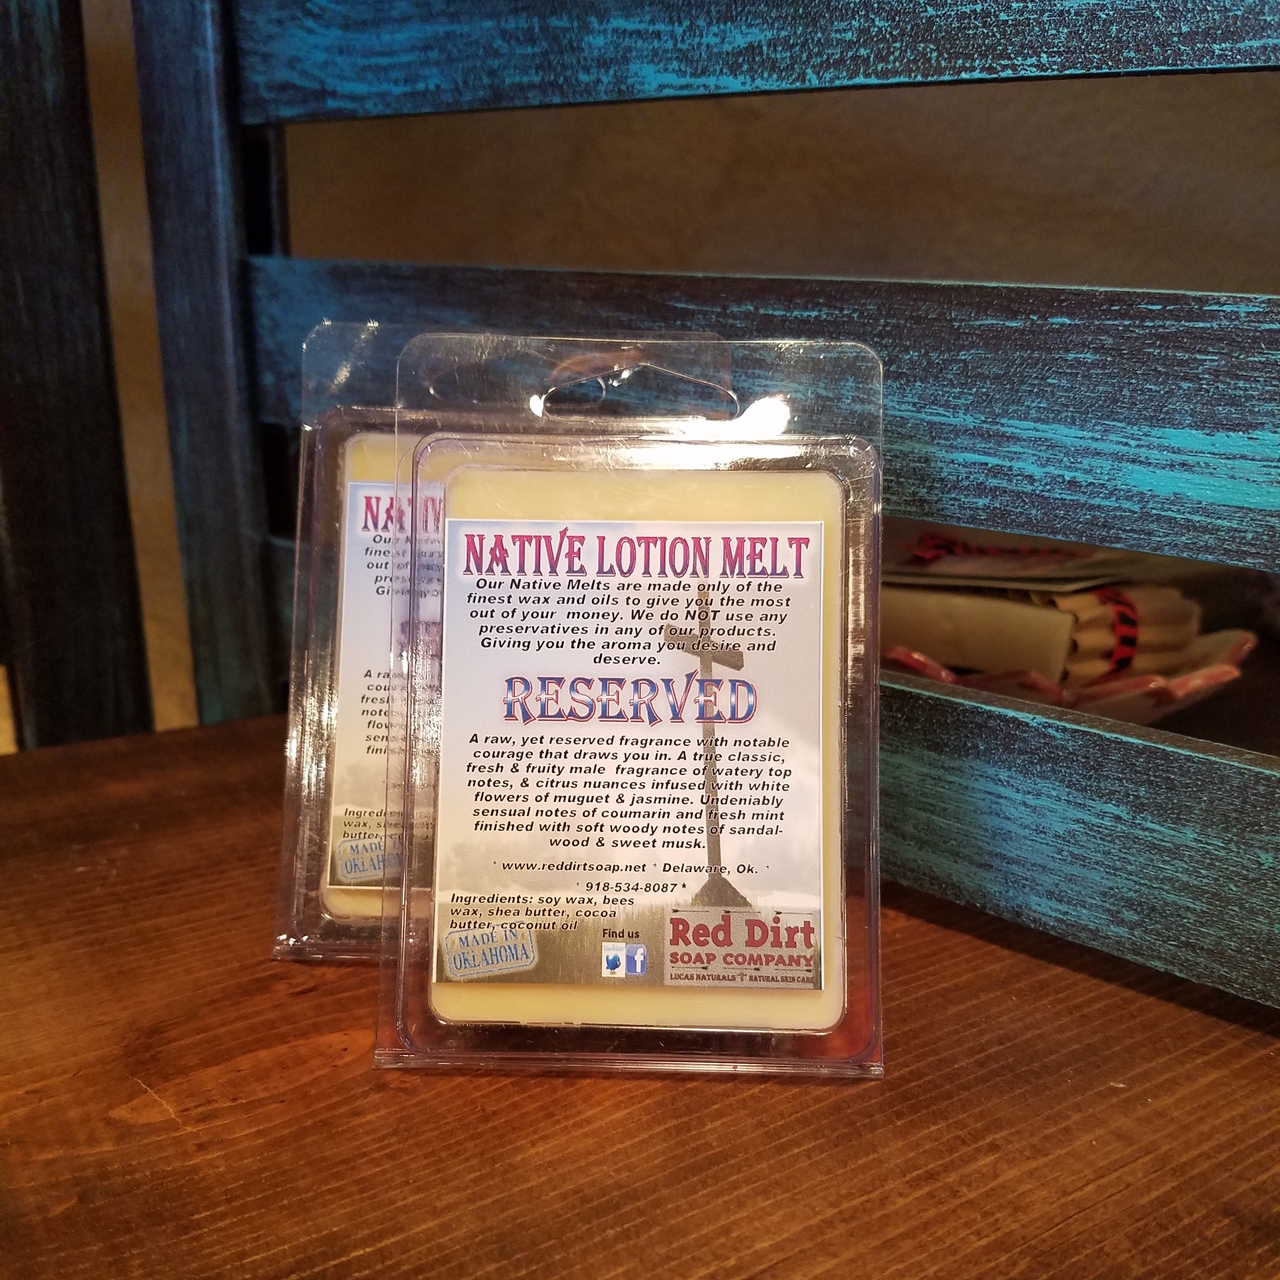 NATIVE LOTION MELT
Our Native Melts are made only of the
finest wax and oils to give you the most
out of your money. We do NOT use any
preservatives in any of our products.
Giving you the aroma you desire and
deserve.
RESERVED
A raw, yet reserved fragrance with notable
courage that draws you in. A true classic,
fresh & fruity male fragrance of watery top
notes, & citrus nuances infused with white
flowers of muguet & jasmine. Undeniably
sensual notes of coumarin and fresh mint
finished with soft woody notes of sandal-
wood & sweet musk.
* www.reddirtsoap.net * Delaware, Ok. *
* 918-534-8087 *
Ingredients: soy wax, bees
wax, shea butter, cocoa
butter, coconut oil
MADE IN
OKLAHOMA
Find us
Red Dirt
SOAP COMPANY
LUCAS NATURALS NATURAL SKIN CARE